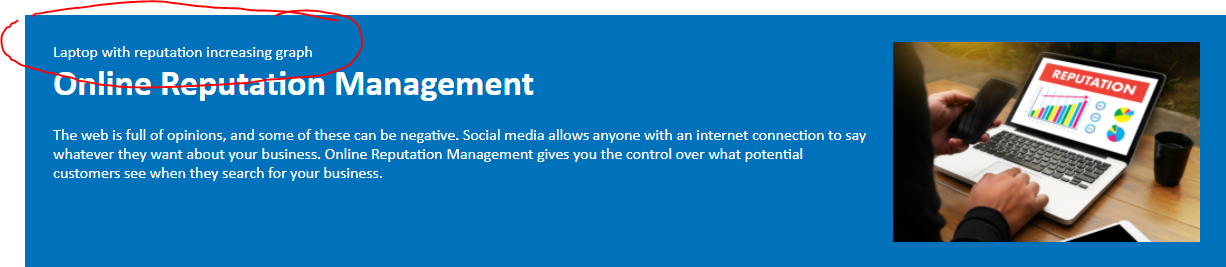 Laptop with reputation increasing graph
Online Reputation Management
The web is full of opinions, and some of these can be negative. Social media allows anyone with an internet connection to say
whatever they want about your business. Online Reputation Management gives you the control over what potential
customers see when they search for your business.
REPUTATION